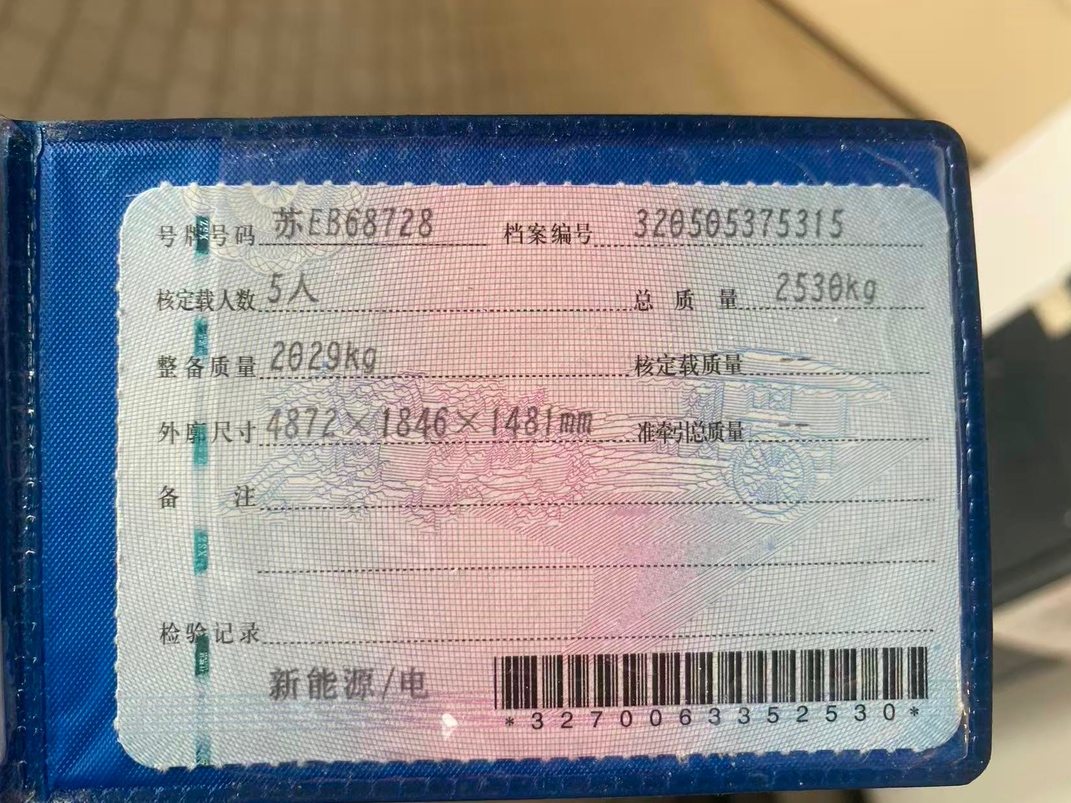 号牌号码 苏EB68728 档案编号 320505375315
核定载人数 5人 总质量 2530kg
整备质量 2029kg 核定载质量 --
外廓尺寸 4872×1846×1481mm 准牵引总质量 --
备注
检验记录
新能源/电
*3270063352530*